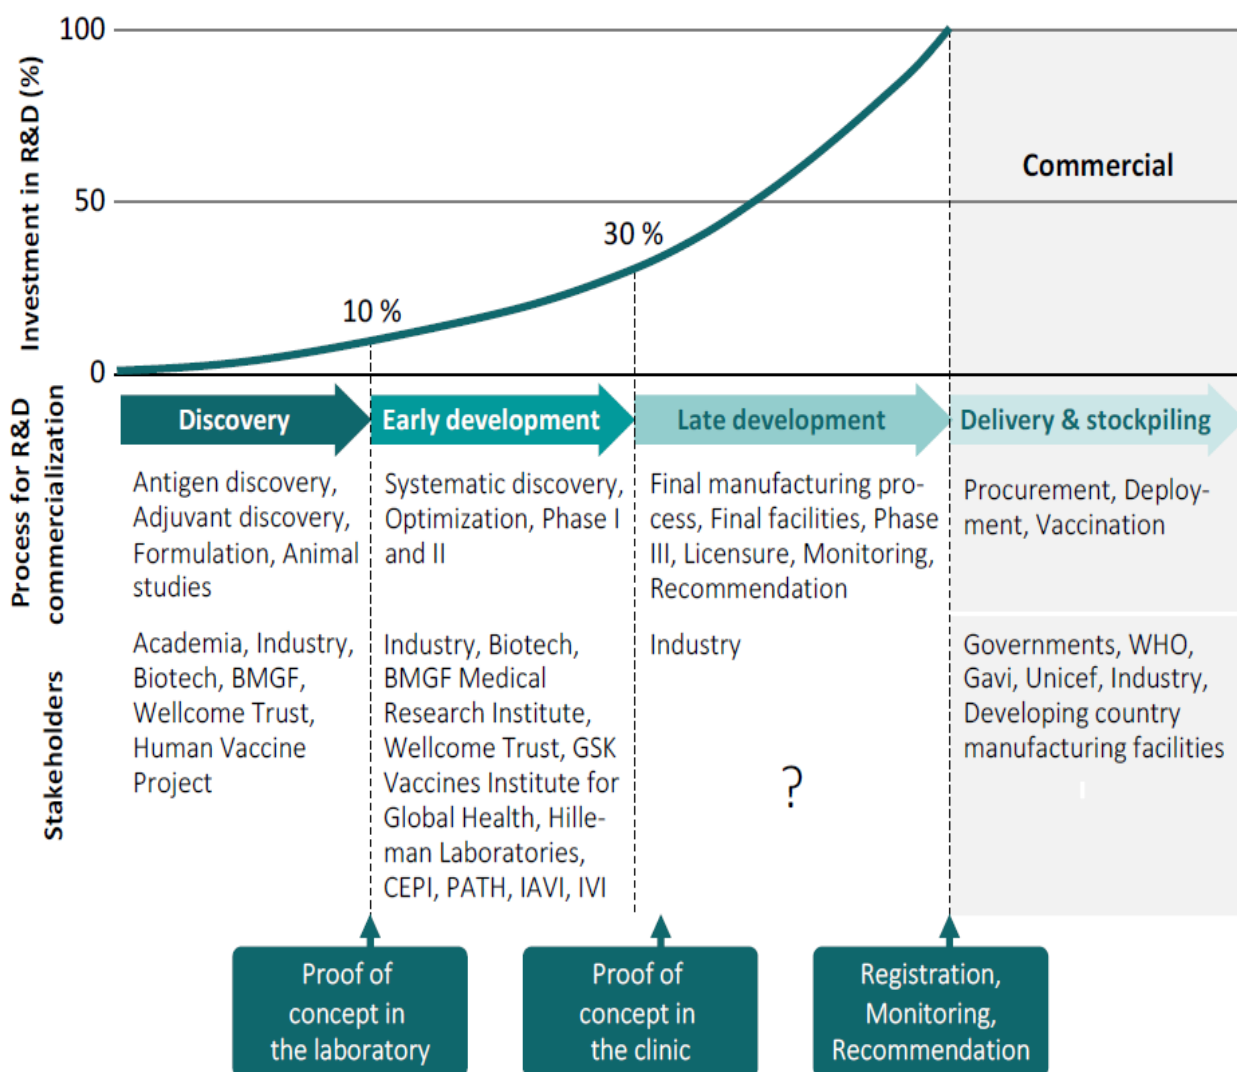 Investment in R&D (%)
100
50
0
10 %
30 %
Commercial
Process for R&D
commercialization
Discovery
Early development
Late development
Delivery & stockpiling
Antigen discovery,
Adjuvant discovery,
Formulation, Animal
studies
Systematic discovery,
Optimization, Phase I
and II
Final manufacturing pro-
cess, Final facilities, Phase
III, Licensure, Monitoring,
Recommendation
Procurement, Deploy-
ment, Vaccination
Stakeholders
Academia, Industry,
Biotech, BMGF,
Wellcome Trust,
Human Vaccine
Project
Industry, Biotech,
BMGF Medical
Research Institute,
Wellcome Trust, GSK
Vaccines Institute for
Global Health, Hille-
man Laboratories,
CEPI, PATH, IAVI, IVI
Industry
?
Governments, WHO,
Gavi, Unicef, Industry,
Developing country
manufacturing facilities
Proof of
concept in
the laboratory
Proof of
concept in
the clinic
Registration,
Monitoring,
Recommendation